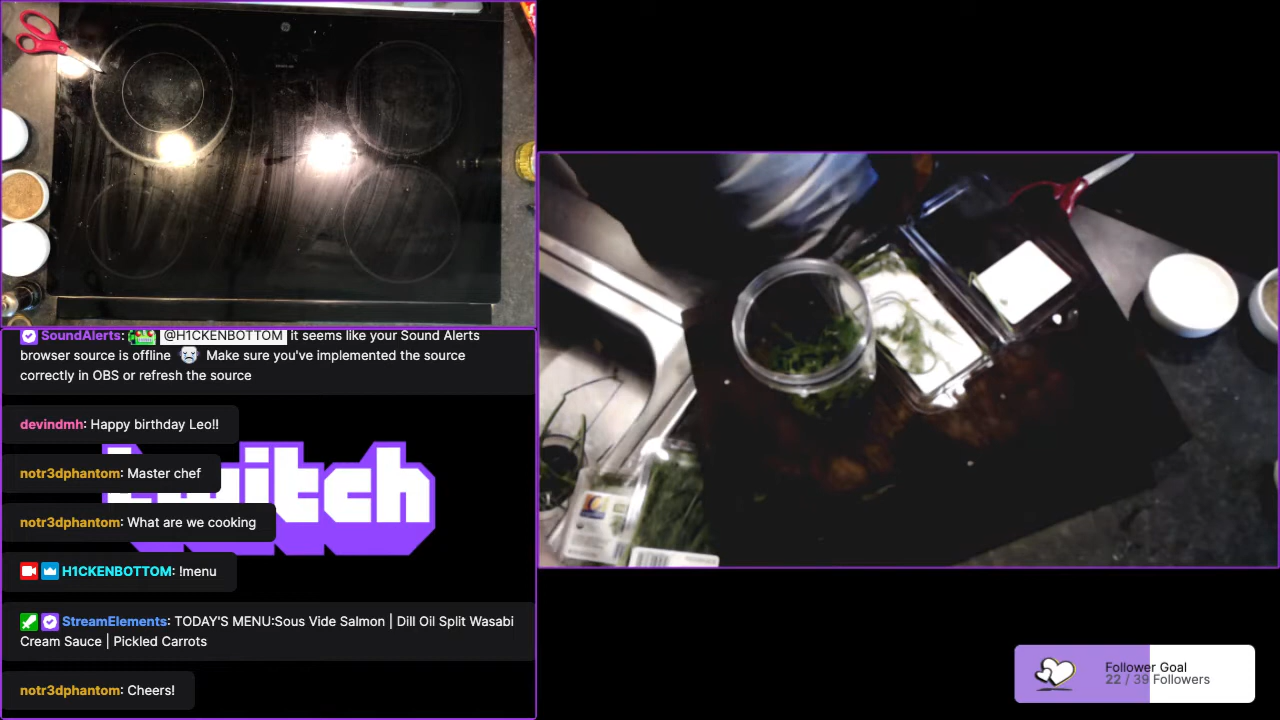 SoundAlerts: @H1CKENBOTTOM it seems like your Sound Alerts
browser source is offline Make sure you've implemented the source
correctly in OBS or refresh the source
devindmh: Happy birthday Leo!!
notr3dphantom: Master chef
twitch
notr3dphantom: What are we cooking
H1CKENBOTTOM: !menu
StreamElements: TODAY'S MENU:Sous Vide Salmon | Dill Oil Split Wasabi
Cream Sauce | Pickled Carrots
notr3dphantom: Cheers!
Follower Goal
22 / 39 Followers